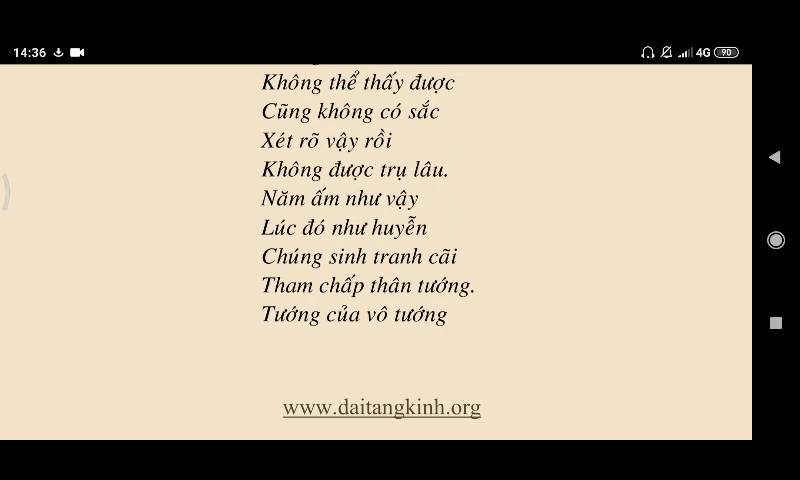 14:36 4G 90
Không thể thấy được
Cũng không có sắc
Xét rõ vậy rồi
Không được trụ lâu.
Năm ấm như vậy
Lúc đó như huyễn
Chúng sinh tranh cãi
Tham chấp thân tướng.
Tướng của vô tướng
www.daitangkinh.org